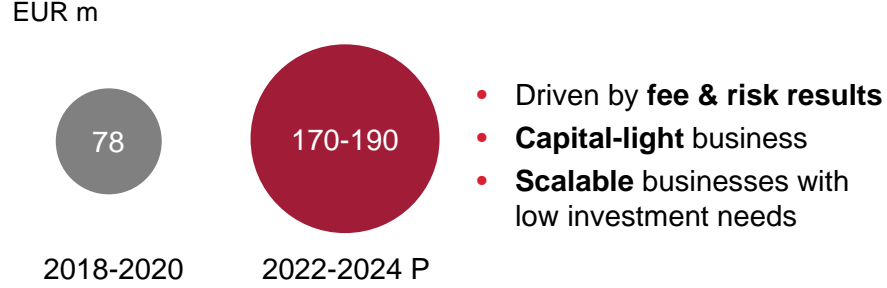 EUR m
78
170-190
2018-2020
2022-2024 P
• Driven by fee & risk results
• Capital-light business
• Scalable businesses with
low investment needs